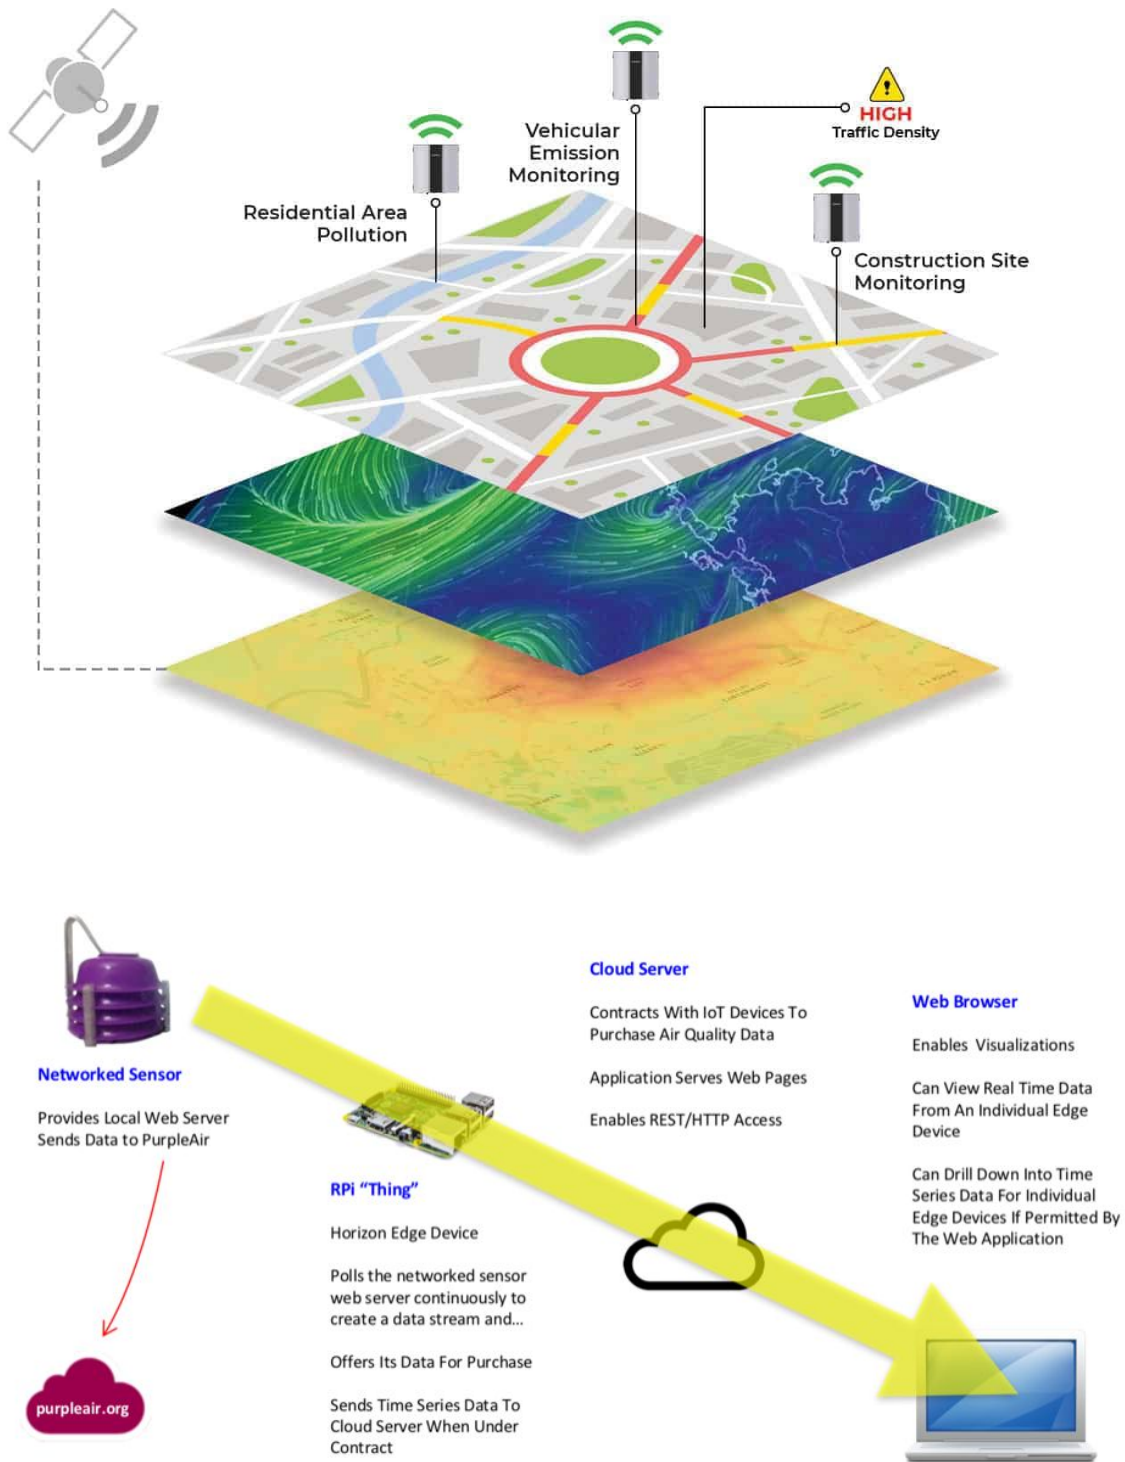 HIGH
Traffic Density
Vehicular
Emission
Monitoring
Residential Area
Pollution
Construction Site
Monitoring
Cloud Server
Contracts With IoT Devices To
Purchase Air Quality Data
Application Serves Web Pages
Enables REST/HTTP Access
Web Browser
Enables Visualizations
Can View Real Time Data
From An Individual Edge
Device
Can Drill Down Into Time
Series Data For Individual
Edge Devices If Permitted By
The Web Application
Networked Sensor
Provides Local Web Server
Sends Data to PurpleAir
RPi “Thing”
Horizon Edge Device
Polls the networked sensor
web server continuously to
create a data stream and...
Offers Its Data For Purchase
Sends Time Series Data To
Cloud Server When Under
Contract
purpleair.org